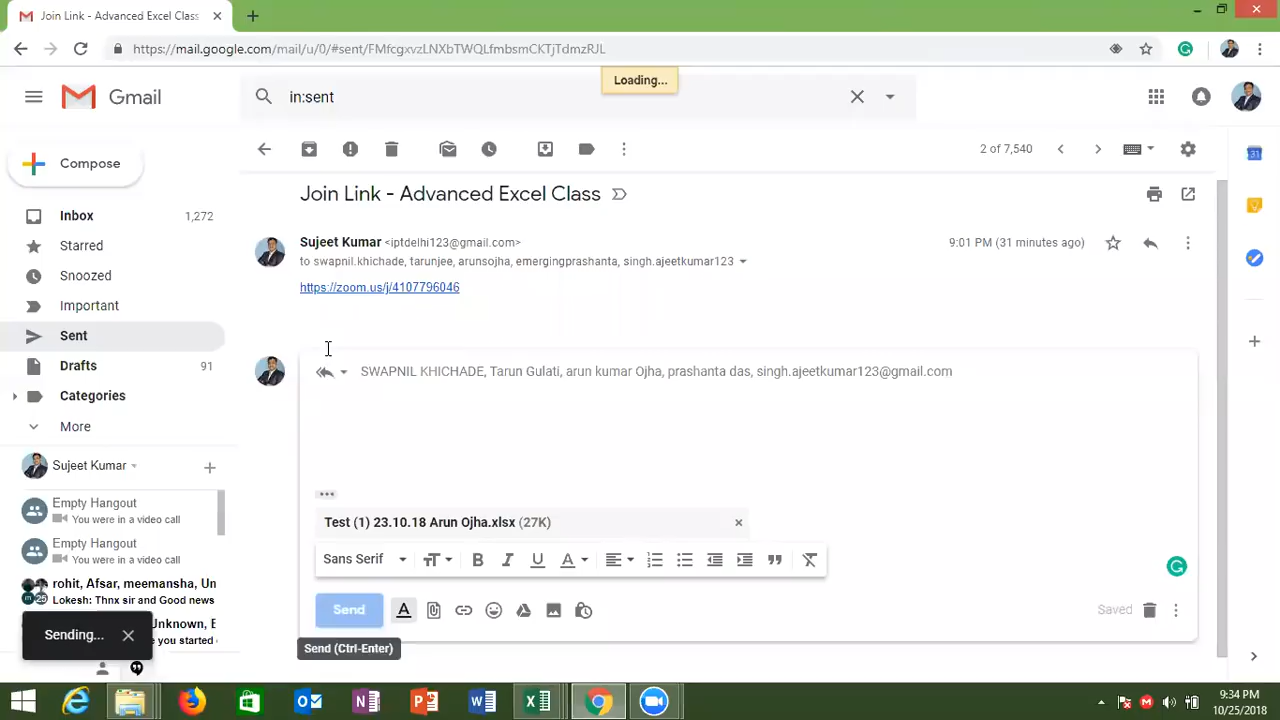 Join Link - Advanced Excel Class
https://mail.google.com/mail/u/0/#sent/FMfcgxvzLNXbTWQLfmbsmCKTjTdmzRJL
Loading...
Gmail
in:sent
Compose
2 of 7,540
Join Link - Advanced Excel Class
Inbox 1,272
Starred
Snoozed
Important
Sent
Drafts 91
Categories
More
Sujeet Kumar <iptdelhi123@gmail.com>
9:01 PM (31 minutes ago)
to swapnil.khichade, tarunjee, arunsojha, emergingprashanta, singh.ajeetkumar123
https://zoom.us/j/4107796046
SWAPNIL KHICHADE, Tarun Gulati, arun kumar Ojha, prashanta das, singh.ajeetkumar123@gmail.com
Test (1) 23.10.18 Arun Ojha.xlsx (27K)
Sans Serif
Send
Saved
Send (Ctrl-Enter)
Sujeet Kumar
Empty Hangout
You were in a video call
Empty Hangout
You were in a video call
rohit, Afsar, meemansha, Un
Lokesh: Thnx sir and Good news
Unknown, E
e you started
Sending...
9:34 PM
10/25/2018